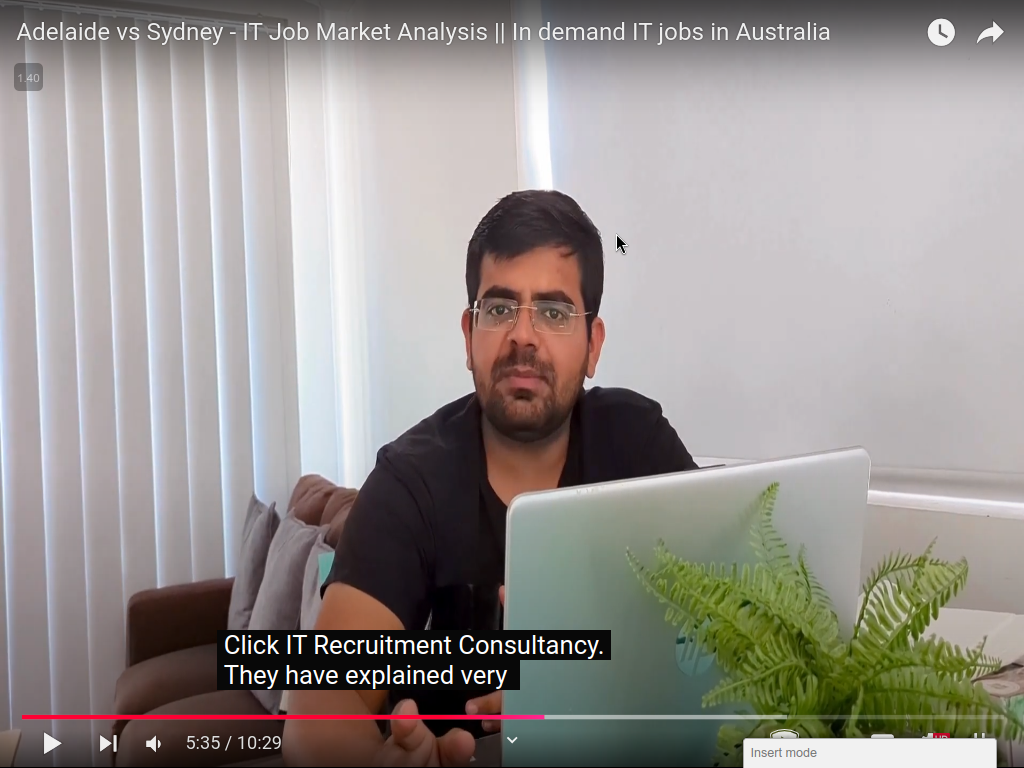 Adelaide vs Sydney - IT Job Market Analysis || In demand IT jobs in Australia
1.40
Click IT Recruitment Consultancy.
They have explained very
5:35 / 10:29
HD
Insert mode